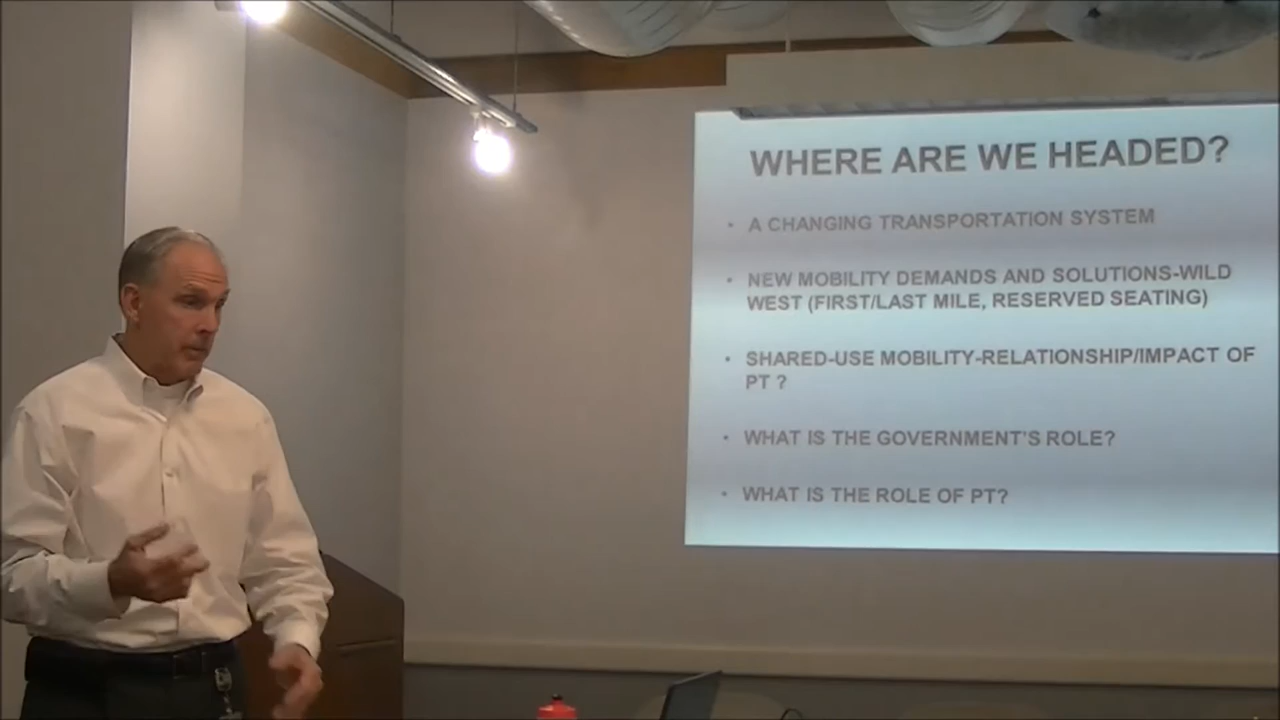 WHERE ARE WE HEADED?
• A CHANGING TRANSPORTATION SYSTEM
• NEW MOBILITY DEMANDS AND SOLUTIONS-WILD
WEST (FIRST/LAST MILE, RESERVED SEATING)
• SHARED-USE MOBILITY-RELATIONSHIP/IMPACT OF
PT ?
• WHAT IS THE GOVERNMENT'S ROLE?
• WHAT IS THE ROLE OF PT?